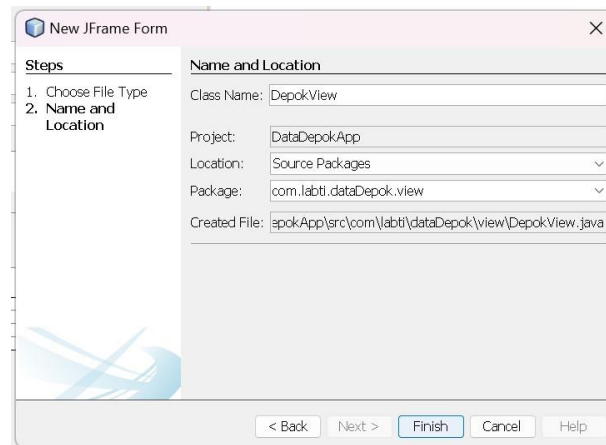 New JFrame Form
Steps
1. Choose File Type
2. Name and
Location
Name and Location
Class Name: DepokView
Project: DataDepokApp
Location: Source Packages
Package: com.labti.dataDepok.view
Created File: epokApp\src\com\labti\dataDepok\view\DepokView.java
< Back Next > Finish Cancel Help